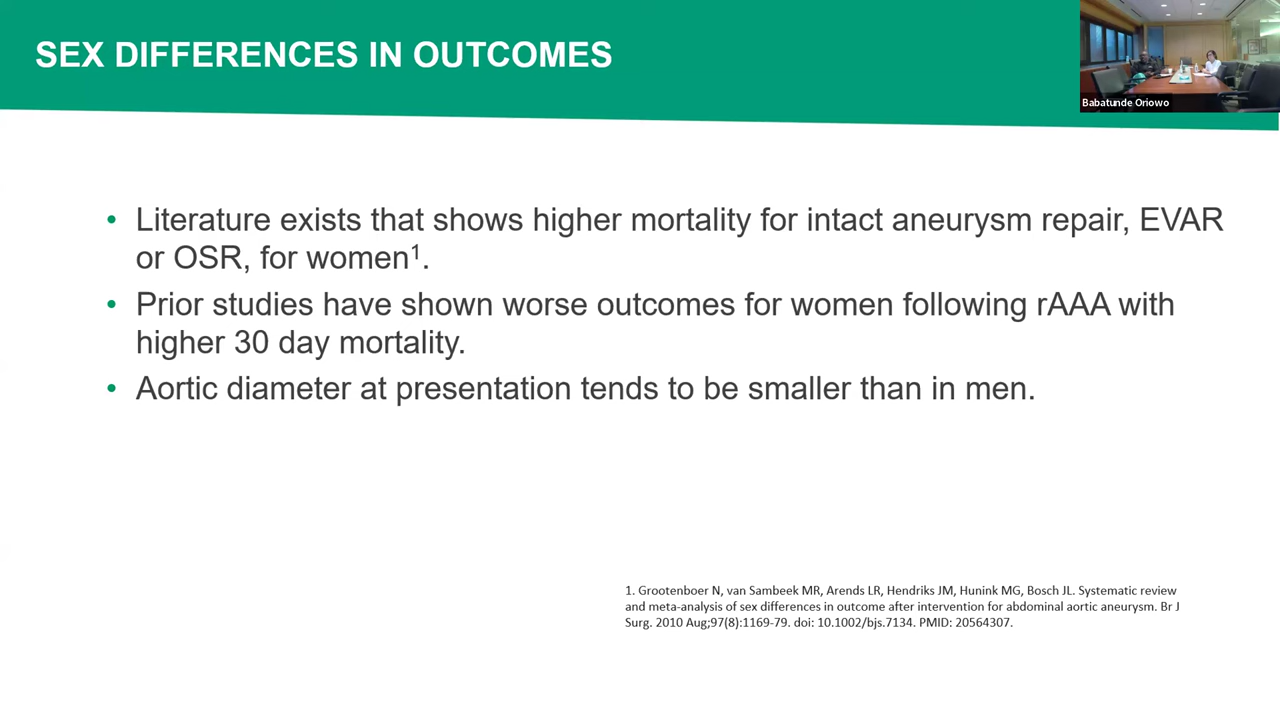 SEX DIFFERENCES IN OUTCOMES
Babatunde Oriowo
• Literature exists that shows higher mortality for intact aneurysm repair, EVAR
or OSR, for women¹.
• Prior studies have shown worse outcomes for women following rAAA with
higher 30 day mortality.
• Aortic diameter at presentation tends to be smaller than in men.
1. Grootenboer N, van Sambeek MR, Arends LR, Hendriks JM, Hunink MG, Bosch JL. Systematic review
and meta-analysis of sex differences in outcome after intervention for abdominal aortic aneurysm. Br J
Surg. 2010 Aug;97(8):1169-79. doi: 10.1002/bjs.7134. PMID: 20564307.